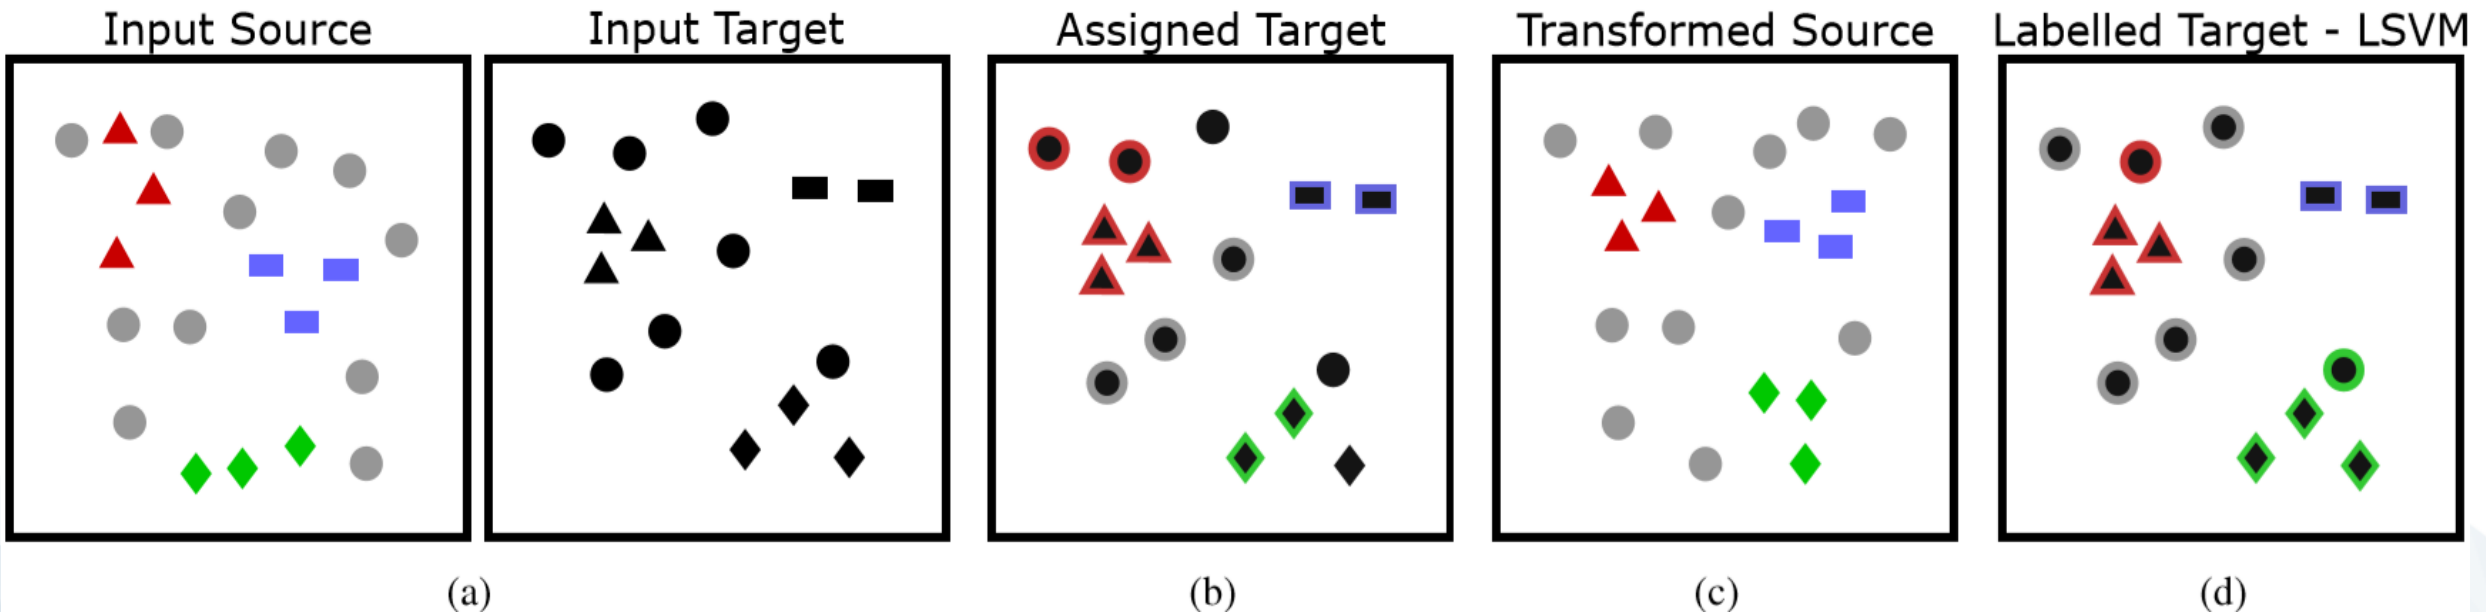 Input Source
Input Target
Assigned Target
Transformed Source
Labelled Target - LSVM
(a)
(b)
(c)
(d)